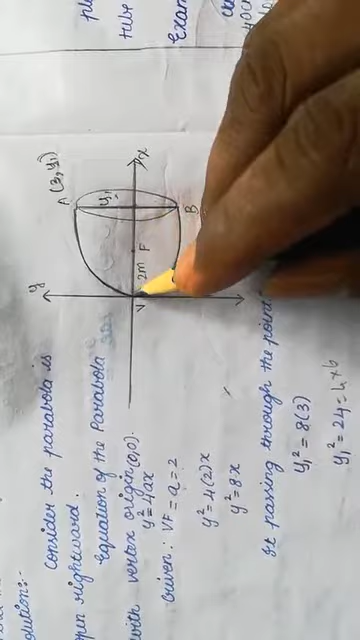 Exam
olution:-
Consider the parabola is
rightward.
Equation of the Parabola
with vertex origin (0,0).
y²=4ax
Given: VF = a = 2
y²=4(2)x
y²=8x
It passing through the point
y₁²=8(3)
y₁²=24=4×6
y
x
A (3, y₁)
y₁
B
F
2m
V